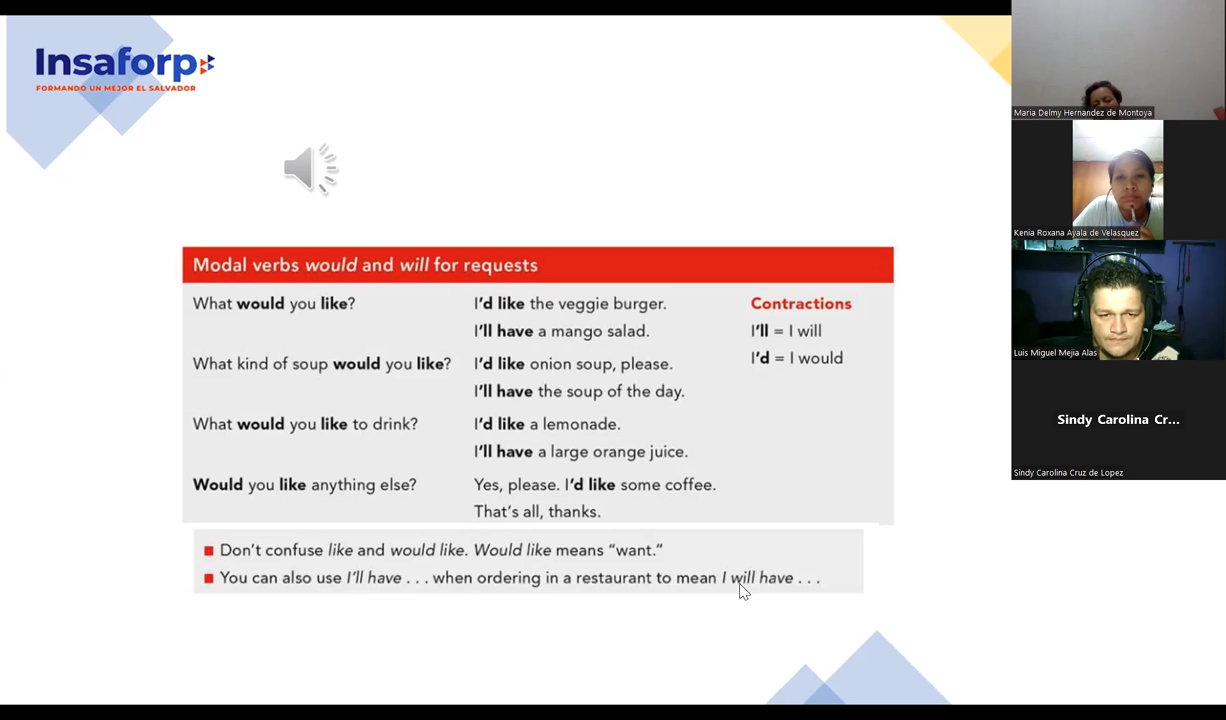 Insaforp
FORMANDO UN MEJOR EL SALVADOR
Modal verbs would and will for requests
What would you like?
I'd like the veggie burger.
I'll have a mango salad.
What kind of soup would you like?
I'd like onion soup, please.
I'll have the soup of the day.
What would you like to drink?
I'd like a lemonade.
I'll have a large orange juice.
Would you like anything else?
Yes, please. I'd like some coffee.
That's all, thanks.
Contractions
I'll = I will
I'd = I would
Don't confuse like and would like. Would like means “want.”
You can also use I'll have . . . when ordering in a restaurant to mean I will have . . .
Maria Delmy Hernandez de Montoya
Kenia Roxana Ayala de Velasquez
Luis Miguel Mejia Alas
Sindy Carolina Cr...
Sindy Carolina Cruz de Lopez